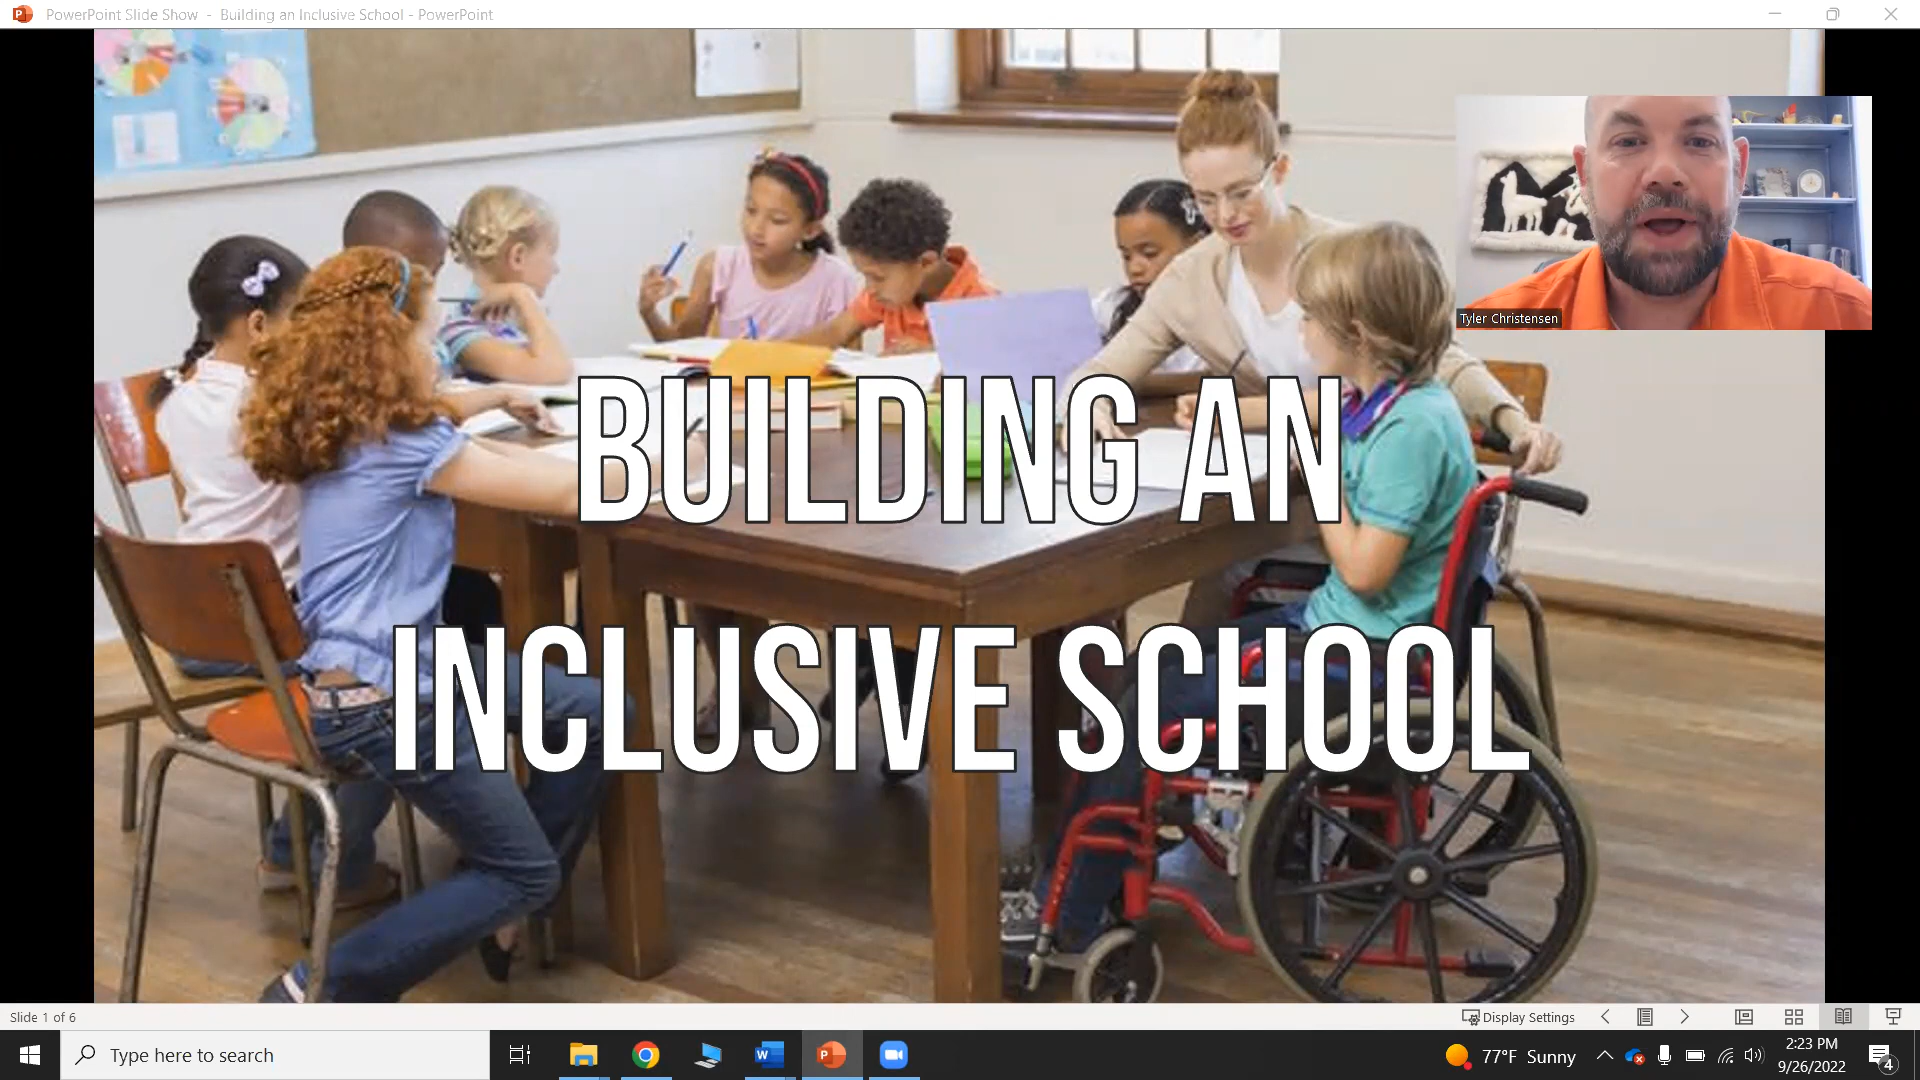 PowerPoint Slide Show - Building an Inclusive School - PowerPoint
Tyler Christensen
BUILDING AN
INCLUSIVE SCHOOL
Slide 1 of 6
Display Settings
Type here to search
77°F Sunny
2:23 PM
9/26/2022
4